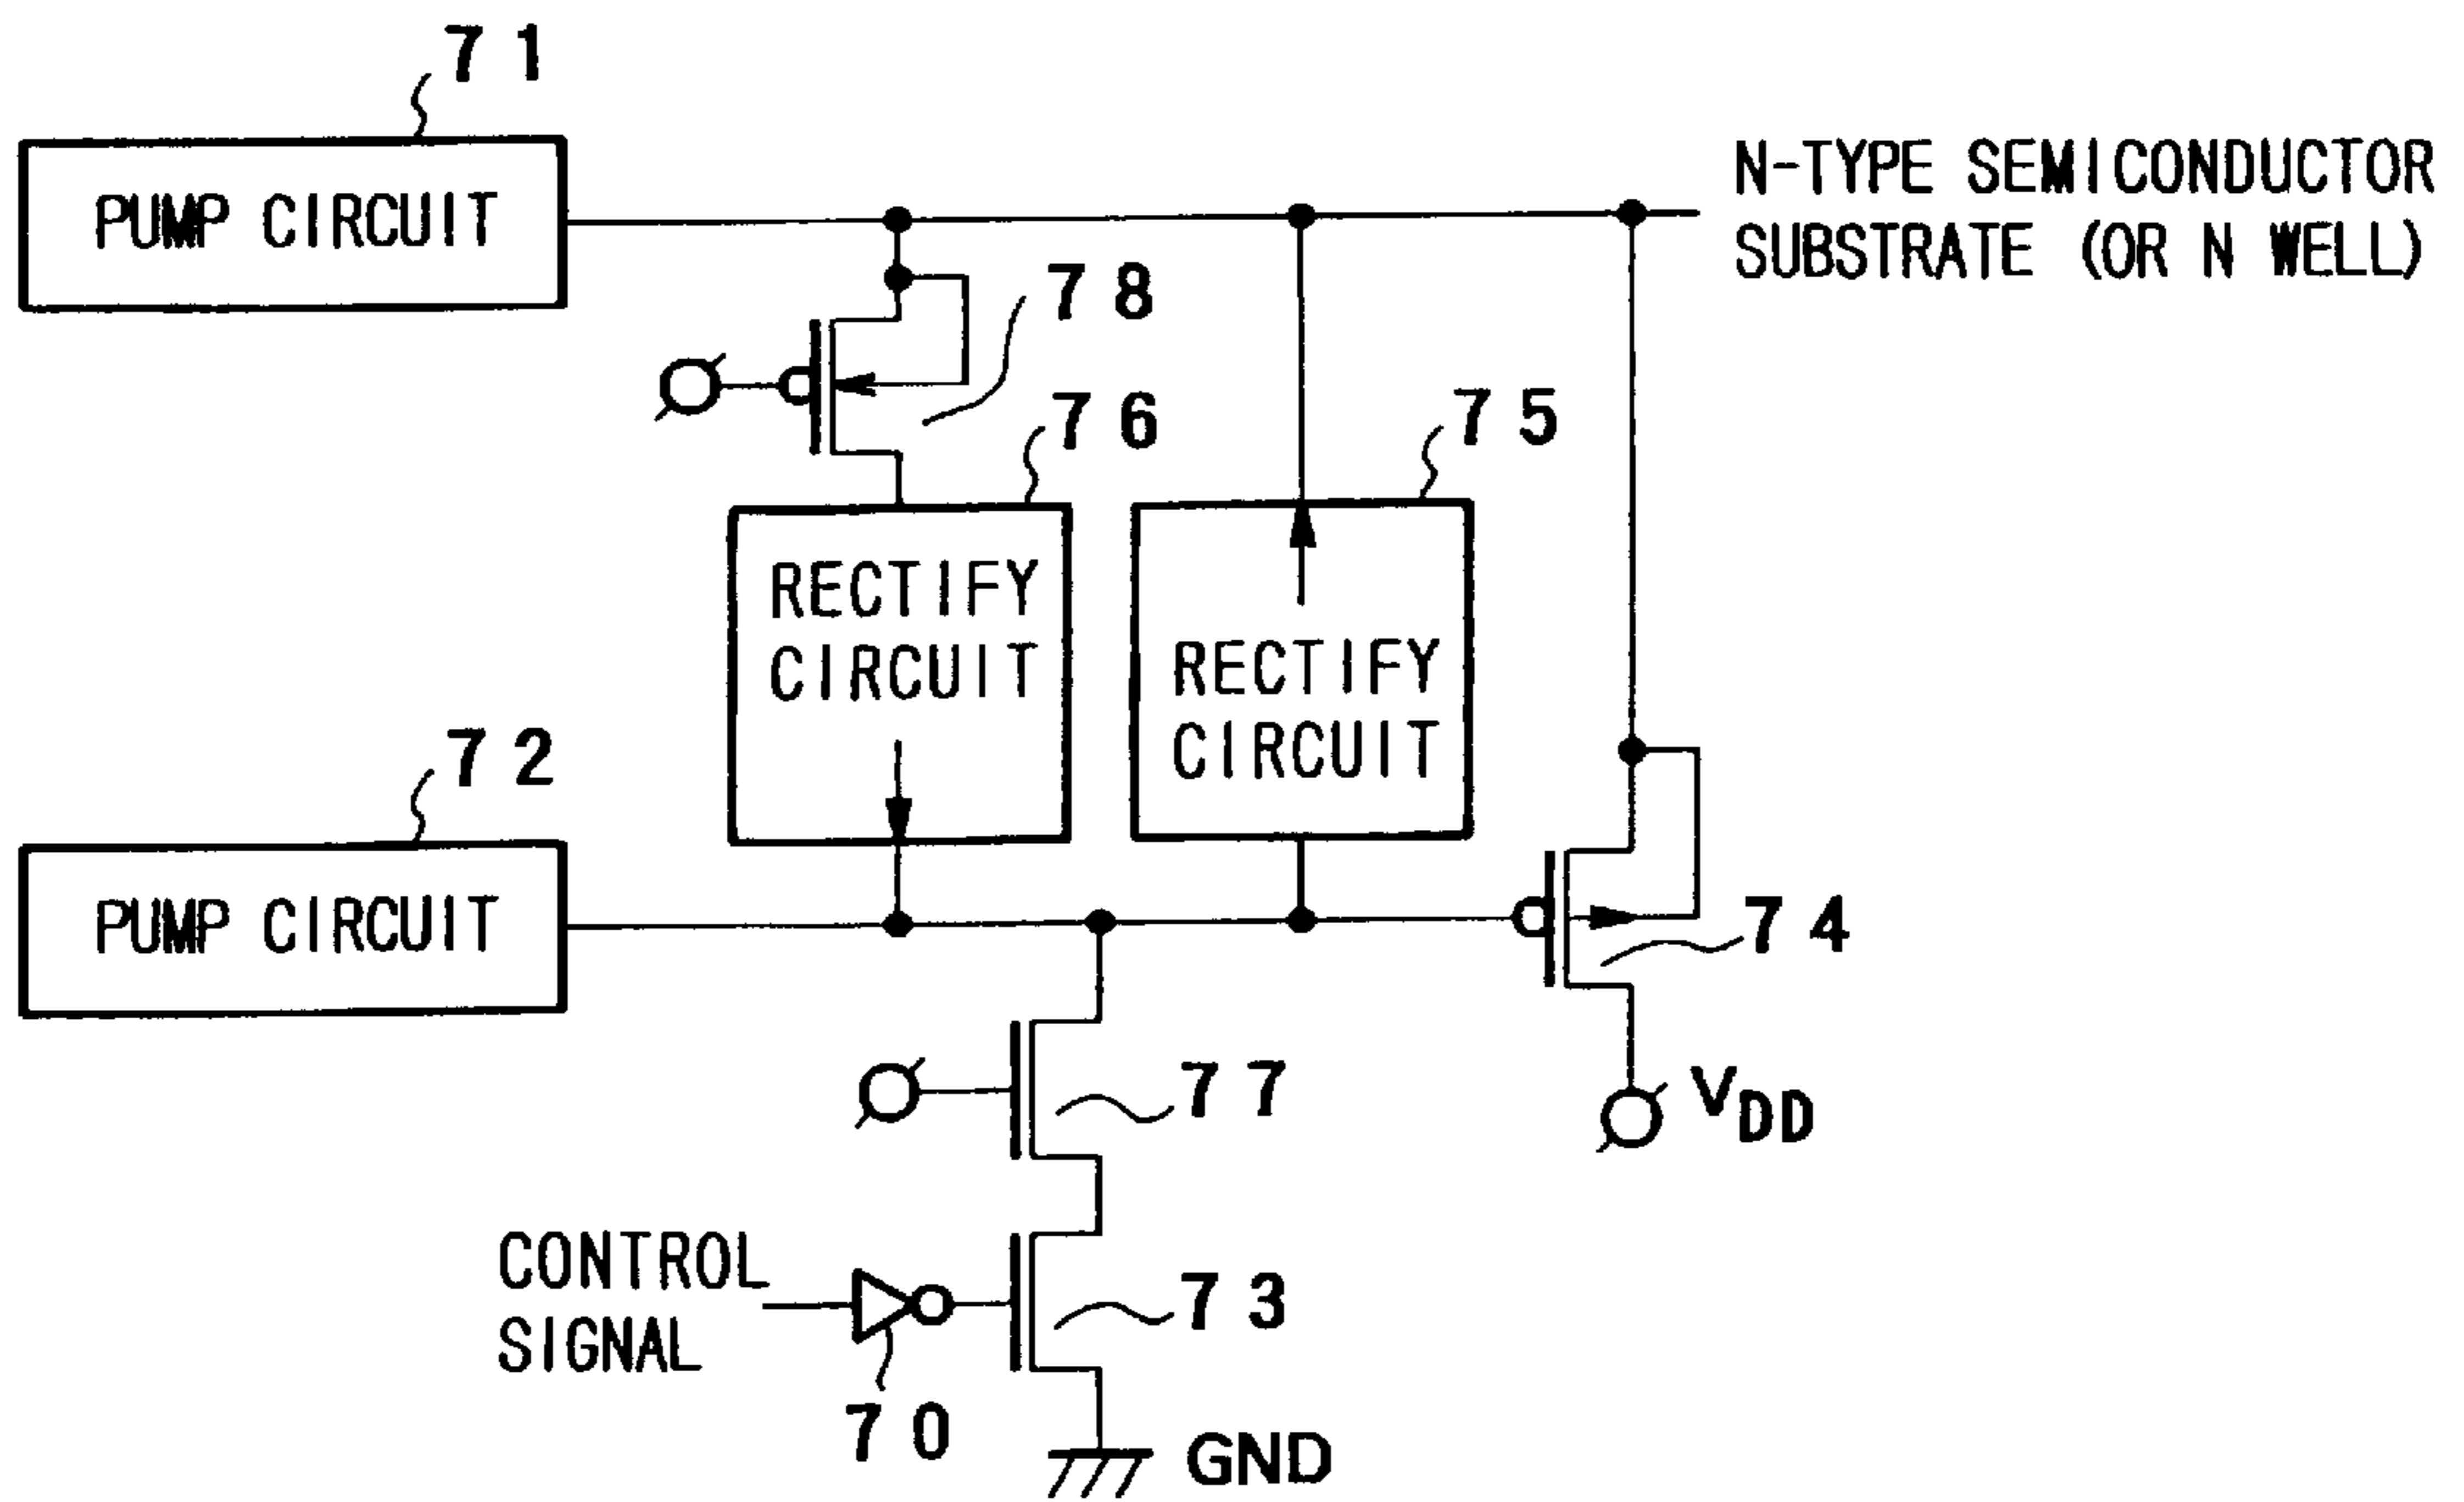 71
PUMP CIRCUIT
N-TYPE SEMICONDUCTOR
SUBSTRATE (OR N WELL)
78
76
75
RECTIFY
CIRCUIT
RECTIFY
CIRCUIT
72
PUMP CIRCUIT
74
77
VDD
CONTROL
SIGNAL
73
70
GND